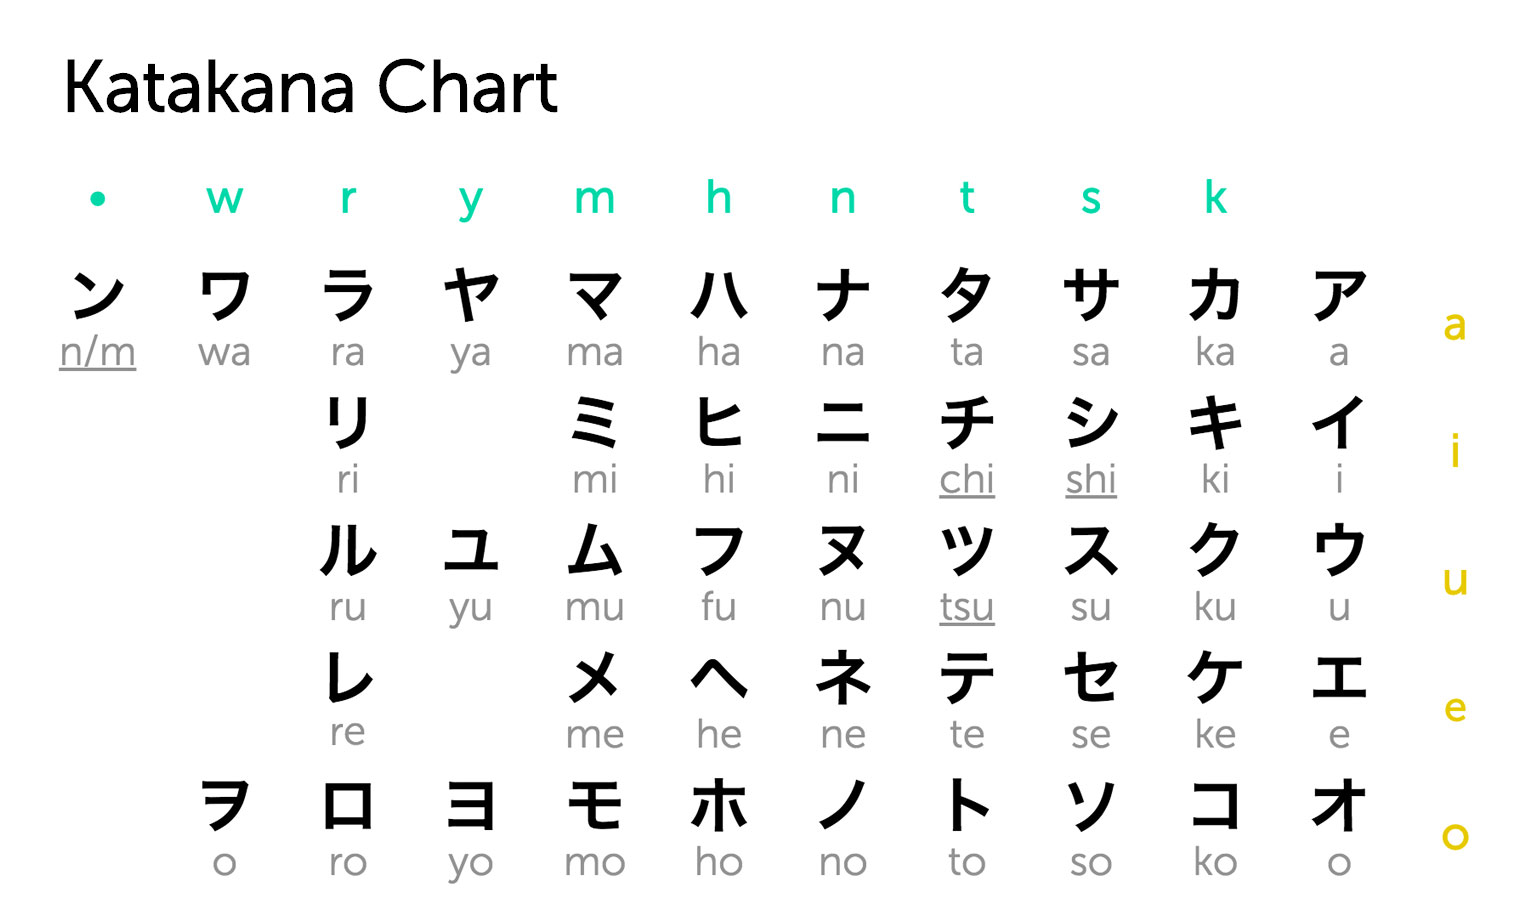 Katakana Chart
• w r y m h n t s k
ン ワ ラ ヤ マ ハ ナ タ サ カ ア
n/m wa ra ya ma ha na ta sa ka a a
リ ミ ヒ ニ チ シ キ イ
ri mi hi ni chi shi ki i i
ル ユ ム フ ヌ ツ ス ク ウ
ru yu mu fu nu tsu su ku u u
レ メ ヘ ネ テ セ ケ エ
re me he ne te se ke e e
ヲ ロ ヨ モ ホ ノ ト ソ コ オ
o ro yo mo ho no to so ko o o